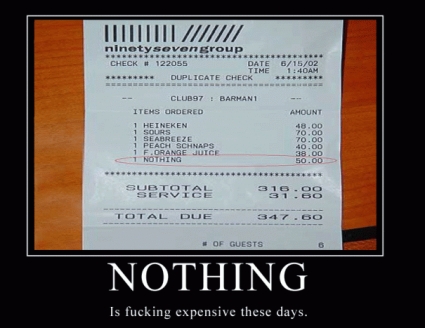 ninetysevengroup
CHECK # 122055 DATE 6/15/02
TIME 1:40AM
********* DUPLICATE CHECK *********
-- CLUB97 : BARMAN1 --
ITEMS ORDERED AMOUNT
1 HEINEKEN 48.00
1 SOURS 70.00
1 SEABREEZE 70.00
1 PEACH SCHNAPS 40.00
1 F.ORANGE JUICE 38.00
1 NOTHING 50.00
SUBTOTAL 316.00
SERVICE 31.60
TOTAL DUE 347.60
# OF GUESTS 6
NOTHING
Is fucking expensive these days.